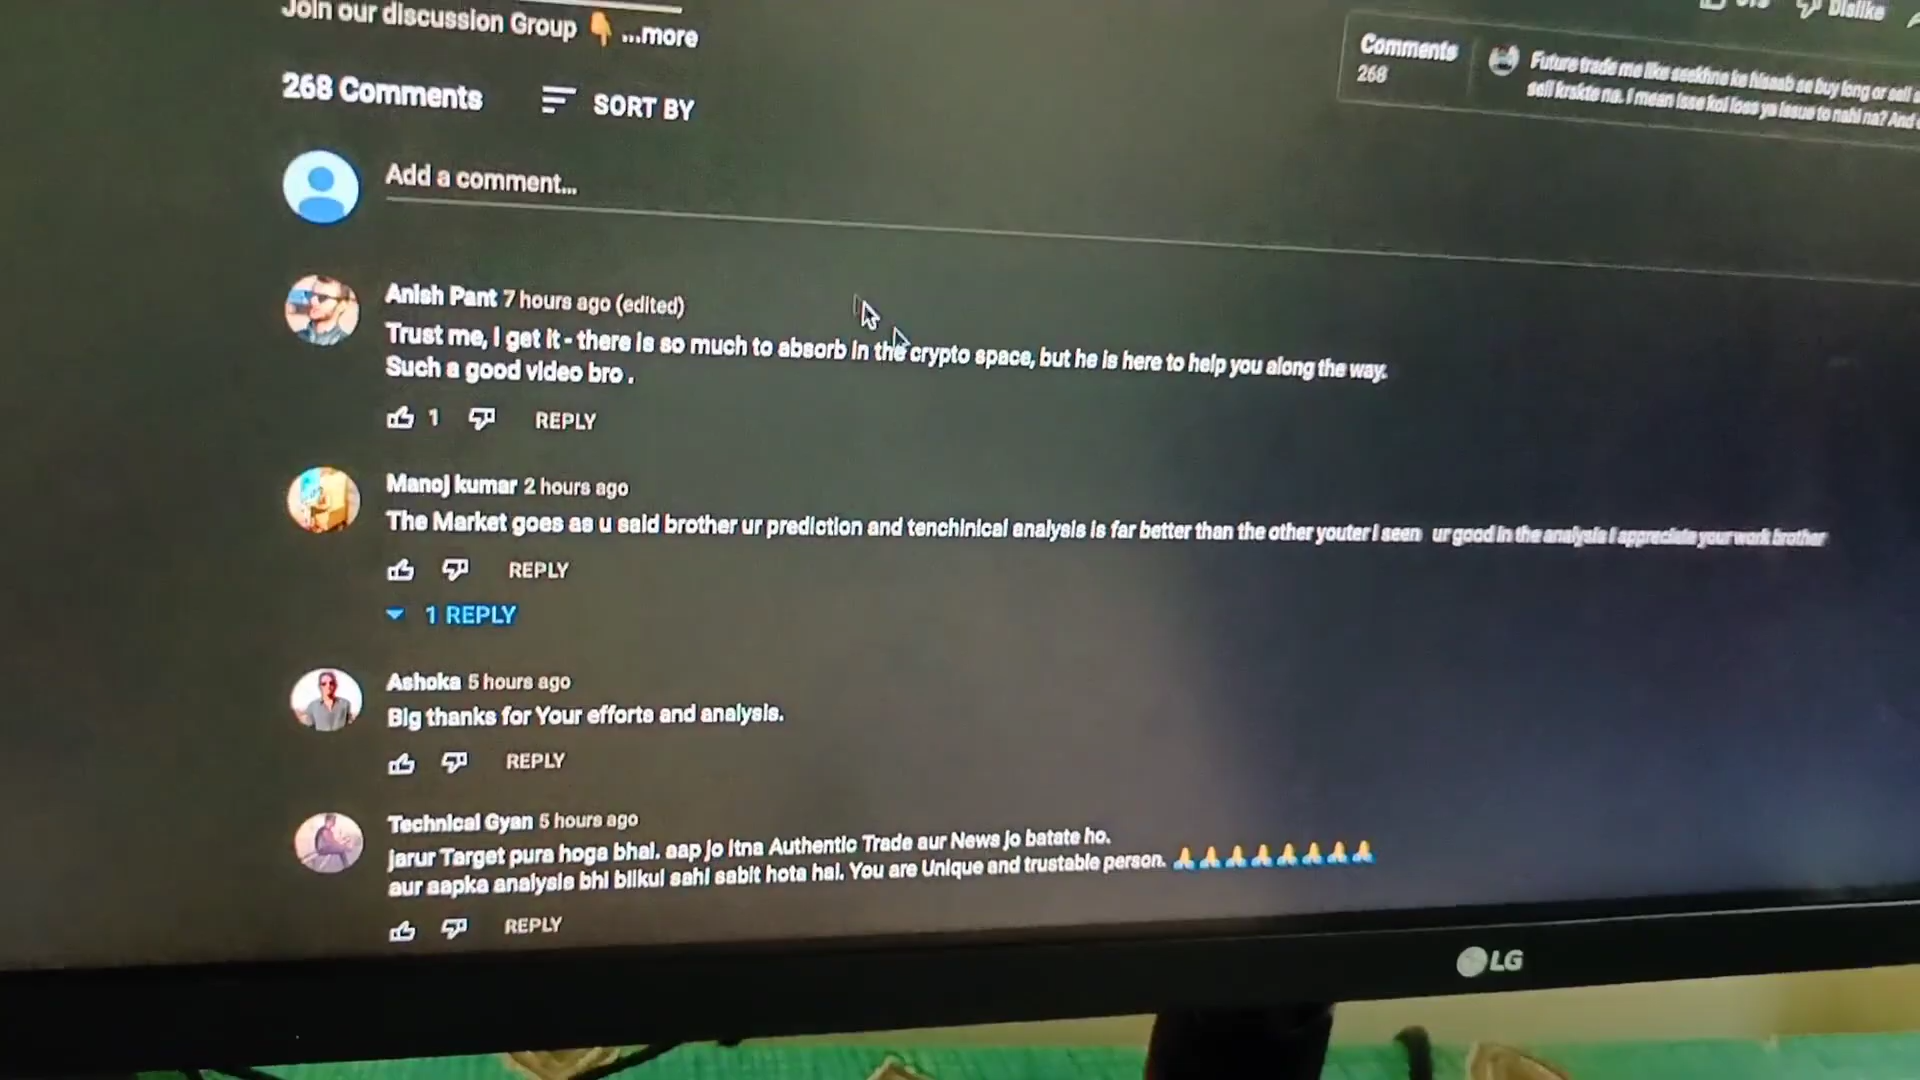 Join our discussion Group 👇 ...more
Dislike
268 Comments
SORT BY
Comments
268
Future trade me like seekhne ke hisaab se buy long or sell
sell krskte na. I mean isse koi loss ya issue to nahi na? And
Add a comment...
Anish Pant 7 hours ago (edited)
Trust me, I get it - there is so much to absorb in the crypto space, but he is here to help you along the way.
Such a good video bro .
1
REPLY
Manoj kumar 2 hours ago
The Market goes as u said brother ur prediction and tenchinical analysis is far better than the other youter I seen ur good in the analysis I appreciate your work brother
REPLY
1 REPLY
Ashoka 5 hours ago
Big thanks for Your efforts and analysis.
REPLY
Technical Gyan 5 hours ago
jarur Target pura hoga bhai. aap jo itna Authentic Trade aur News jo batate ho.
aur aapka analysis bhi bilkul sahi sabit hota hai. You are Unique and trustable person. 🙏🙏🙏🙏🙏🙏🙏🙏
REPLY
LG